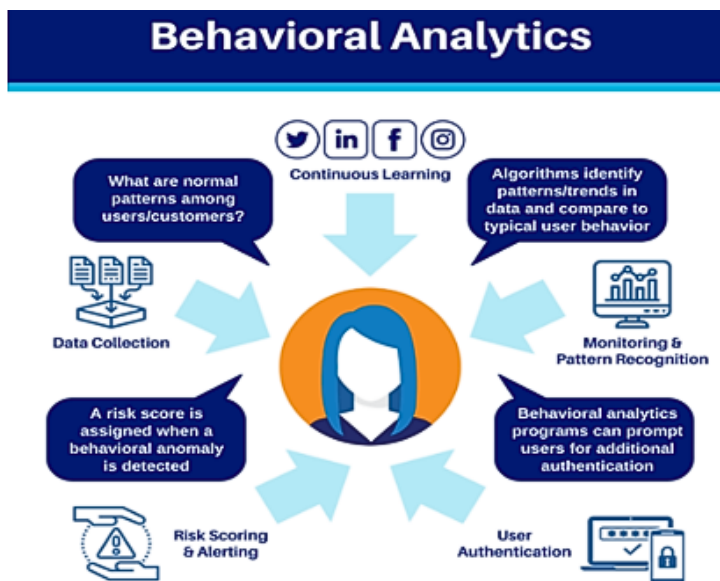 Behavioral Analytics
Continuous Learning
What are normal
patterns among
users/customers?
Algorithms identify
patterns/trends in
data and compare to
typical user behavior
Data Collection
Monitoring &
Pattern Recognition
A risk score is
assigned when a
behavioral anomaly
is detected
Behavioral analytics
programs can prompt
users for additional
authentication
Risk Scoring
& Alerting
User
Authentication